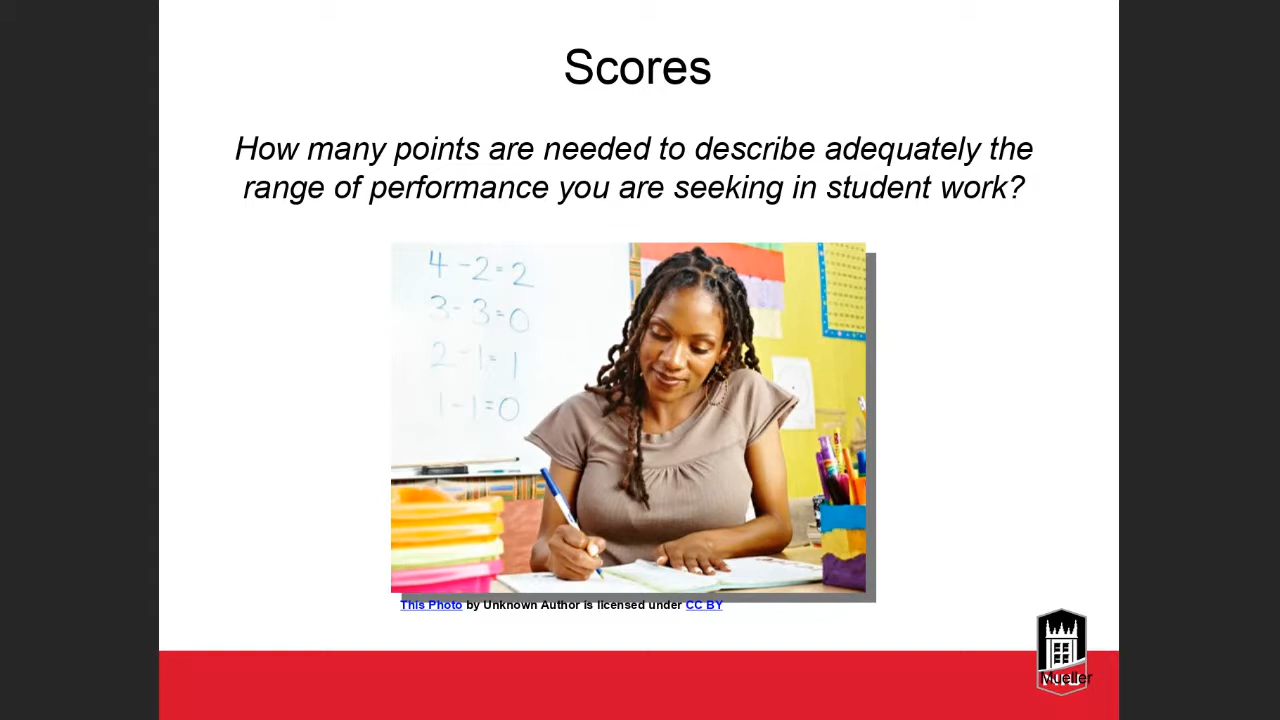 Scores
How many points are needed to describe adequately the
range of performance you are seeking in student work?
4-2=2
3-3=0
2-1=1
1-1=0
This Photo by Unknown Author is licensed under CC BY
Mueller